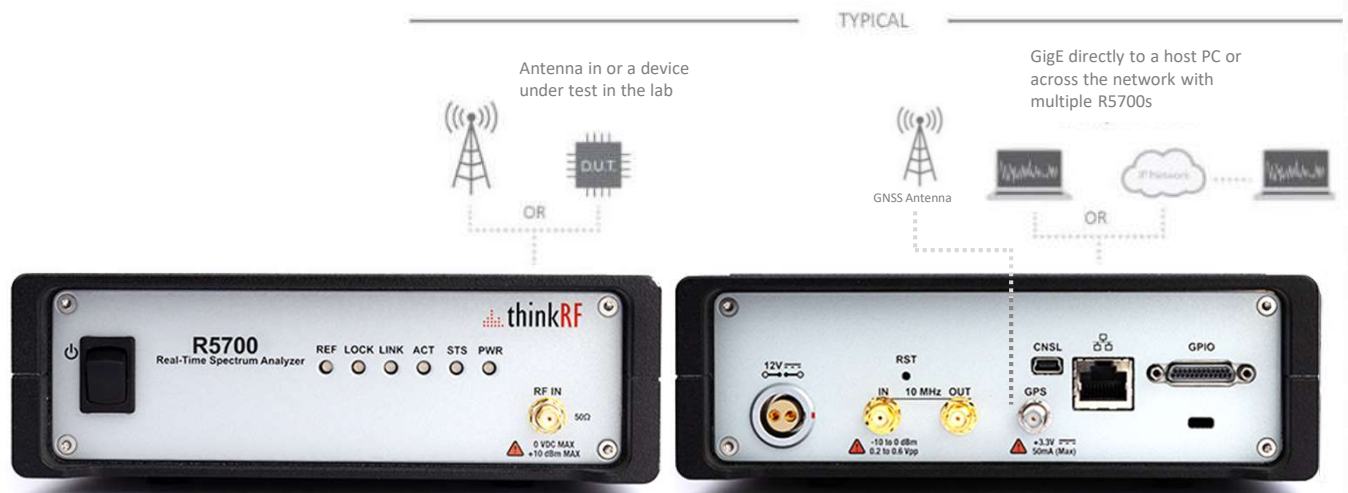 TYPICAL
Antenna in or a device
under test in the lab
GigE directly to a host PC or
across the network with
multiple R5700s
D.U.T.
IP Network
GNSS Antenna
OR
OR
thinkRF
R5700
Real-Time Spectrum Analyzer
REF LOCK LINK ACT STS PWR
RF IN
50Ω
0 VDC MAX
+10 dBm MAX
12V
RST
IN 10 MHz OUT
-10 to 0 dBm
0.2 to 0.6 Vpp
CNSL
GPS
+3.3V
50mA (Max)
GPIO